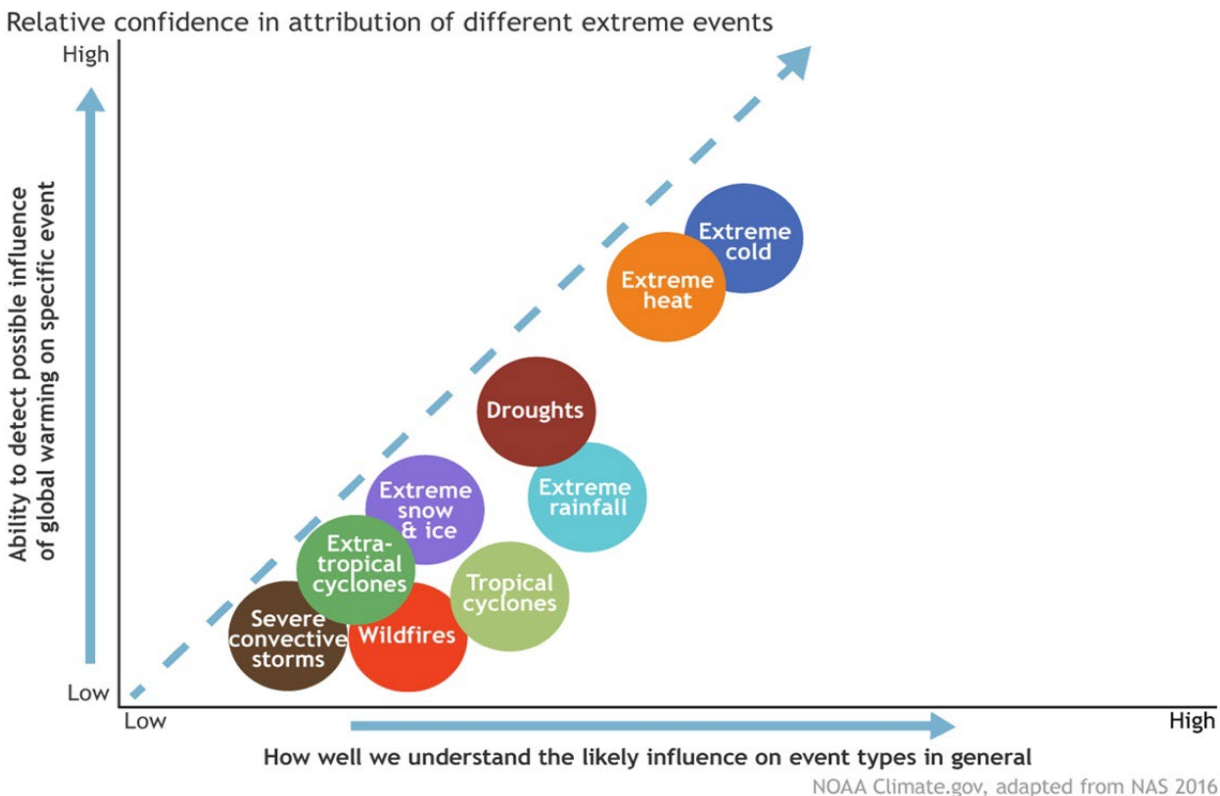 Relative confidence in attribution of different extreme events
High
Ability to detect possible influence
of global warming on specific event
Extreme
cold
Extreme
heat
Droughts
Extreme
rainfall
Extreme
snow
& ice
Extra-
tropical
cyclones
Tropical
cyclones
Severe
convective
storms
Wildfires
Low
Low
High
How well we understand the likely influence on event types in general
NOAA Climate.gov, adapted from NAS 2016